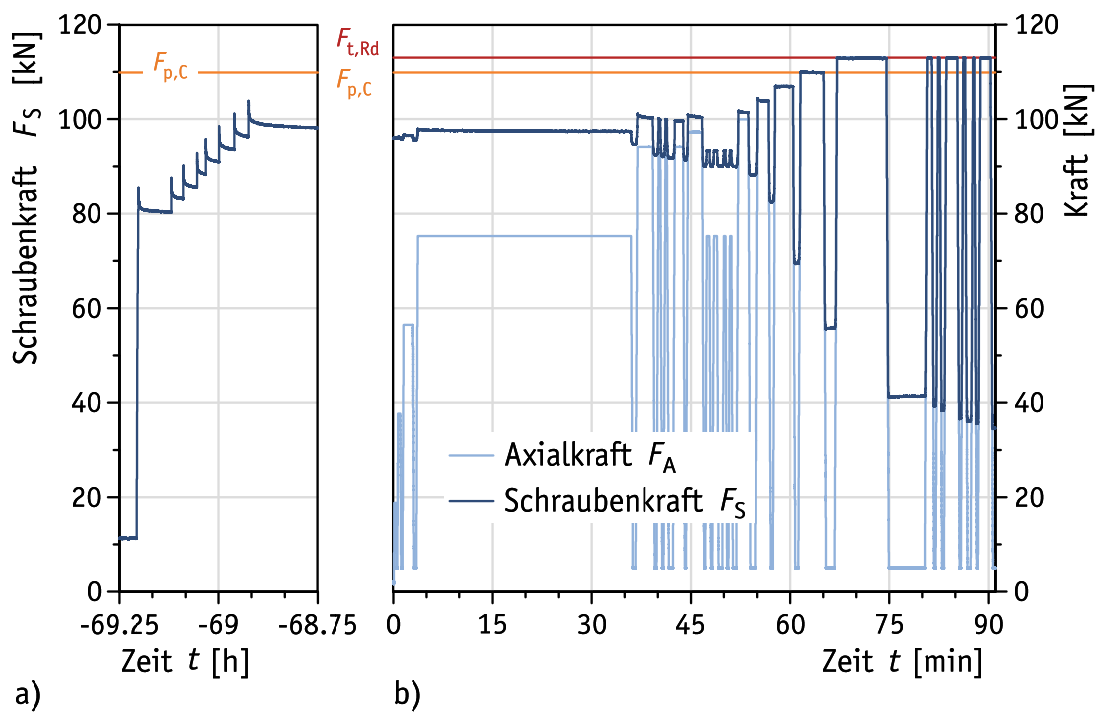 Schraubenkraft F_S [kN]
120
100
80
60
40
20
0
F_p,C
-69.25 -69 -68.75
Zeit t [h]
a)
F_t,Rd
F_p,C
Axialkraft F_A
Schraubenkraft F_S
0 15 30 45 60 75 90
Zeit t [min]
b)
120
100
80
60
40
20
0
Kraft [kN]